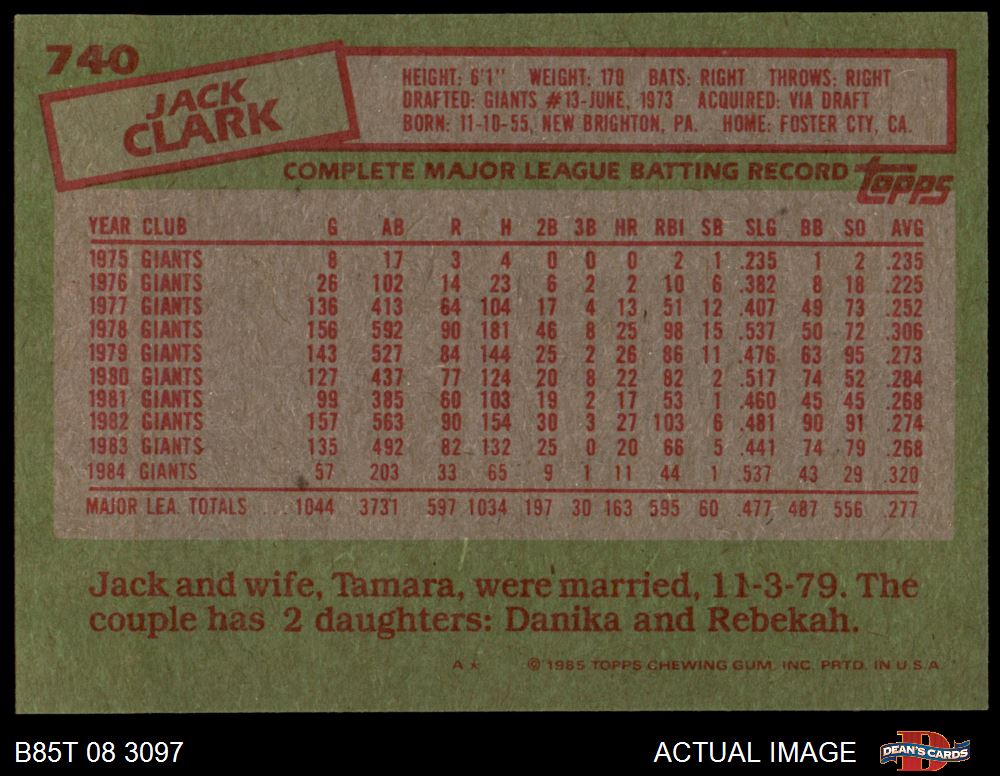 740
JACK
CLARK
HEIGHT: 6'1" WEIGHT: 170 BATS: RIGHT THROWS: RIGHT
DRAFTED: GIANTS #13-JUNE, 1973 ACQUIRED: VIA DRAFT
BORN: 11-10-55, NEW BRIGHTON, PA. HOME: FOSTER CTY, CA.
COMPLETE MAJOR LEAGUE BATTING RECORD topps
YEAR CLUB G AB R H 2B 3B HR RBI SB SLG BB SO AVG
1975 GIANTS 8 17 3 4 0 0 0 2 1 .235 1 2 .235
1976 GIANTS 26 102 14 23 6 2 2 10 6 .382 8 18 .225
1977 GIANTS 136 413 64 104 17 4 13 51 12 .407 49 73 .252
1978 GIANTS 156 592 90 181 46 8 25 98 15 .537 50 72 .306
1979 GIANTS 143 527 84 144 25 2 26 86 11 .476 63 95 .273
1980 GIANTS 127 437 77 124 20 8 22 82 2 .517 74 52 .284
1981 GIANTS 99 385 60 103 19 2 17 53 1 .460 45 45 .268
1982 GIANTS 157 563 90 154 30 3 27 103 6 .481 90 91 .274
1983 GIANTS 135 492 82 132 25 0 20 66 5 .441 74 79 .268
1984 GIANTS 57 203 33 65 9 1 11 44 1 .537 43 29 .320
MAJOR LEA. TOTALS ... 1044 3731 597 1034 197 30 163 595 60 .477 487 556 .277
Jack and wife, Tamara, were married, 11-3-79. The
couple has 2 daughters: Danika and Rebekah.
A * © 1985 TOPPS CHEWING GUM, INC. PRTD. IN U.S.A.
B85T 08 3097 ACTUAL IMAGE DEAN'S CARDS